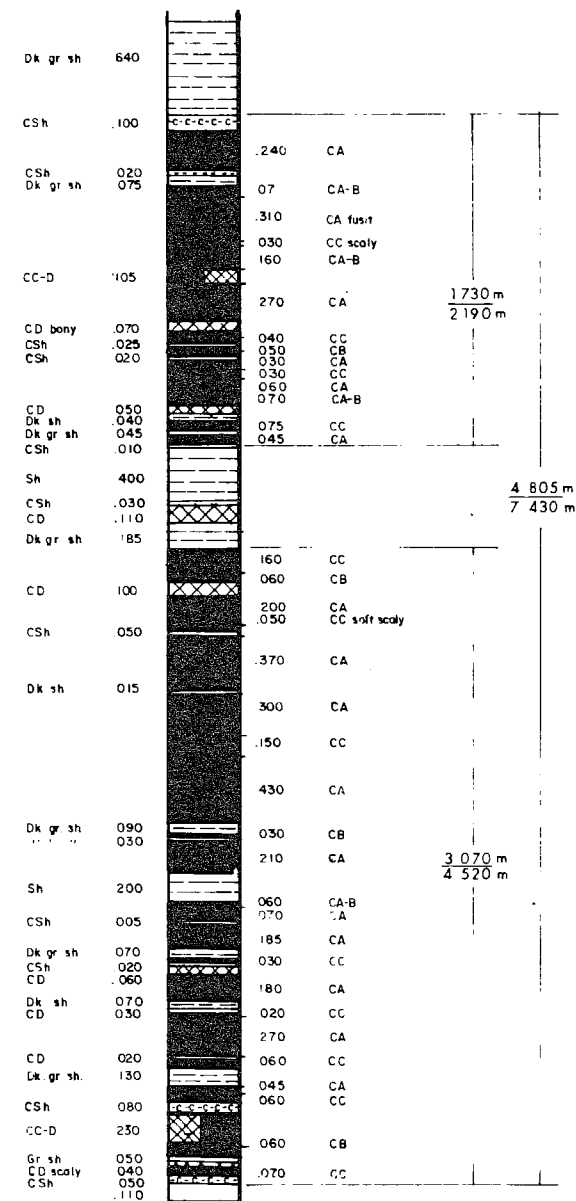 Dk gr sh 640
CSh .100
.240 CA
CSh 020
Dk gr sh 075
07 CA-B
.310 CA fusit
030 CC scaly
160 CA-B
CC-D 105
270 CA
1730 m
2 190 m
CD bony .070
040 CC
CSh .025
050 CB
CSh 020
030 CA
030 CC
060 CA
070 CA-B
CD 050
Dk sh .040
075 CC
Dk gr sh 045
045 CA
CSh .010
Sh 400
4 805 m
7 430 m
CSh .030
CD .110
Dk gr sh 185
160 CC
060 CB
CD 100
200 CA
.050 CC soft scaly
CSh 050
.370 CA
Dk sh 015
300 CA
.150 CC
430 CA
Dk gr sh 090
030 CB
030
210 CA
3 070 m
4 520 m
Sh 200
060 CA-B
070
CSh 005
185 CA
Dk gr sh 070
030 CC
CSh .020
CD .060
180 CA
Dk sh 070
CD 030
020 CC
270 CA
CD 020
060 CC
Dk. gr sh. 130
045 CA
060 CC
CSh 080
CC-D 230
060 CB
Gr sh 050
CD scaly 040
.070 CC
CSh 050
.110